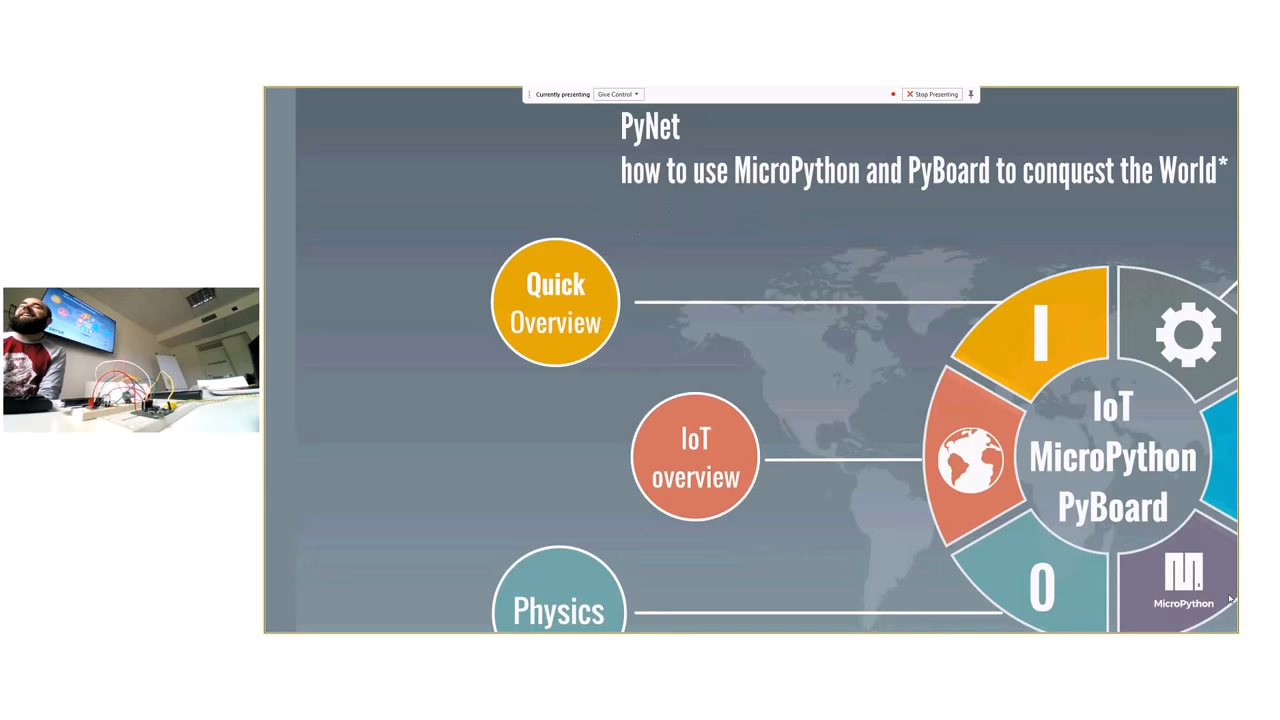 Currently presenting
Give Control
Stop Presenting
PyNet
how to use MicroPython and PyBoard to conquest the World*
Quick
Overview
I
IoT
overview
IoT
MicroPython
PyBoard
Physics
0
MicroPython